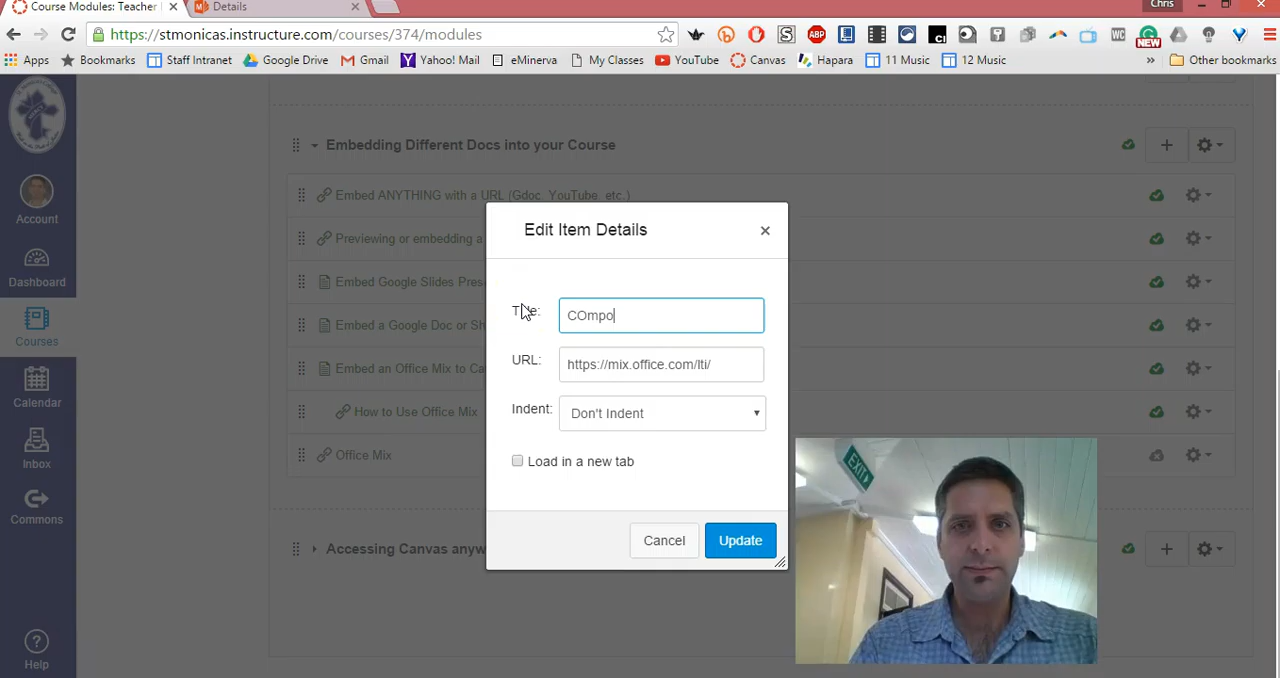 Course Modules: Teacher
Details
Chris
https://stmonicas.instructure.com/courses/374/modules
Apps Bookmarks Staff Intranet Google Drive Gmail Yahoo! Mail eMinerva My Classes YouTube Canvas Hapara 11 Music 12 Music » Other bookmarks
Embedding Different Docs into your Course
Embed ANYTHING with a URL (Gdoc, YouTube, etc.)
Previewing or embedding a
Embed Google Slides Pres
Embed a Google Doc or Sh
Embed an Office Mix to Ca
How to Use Office Mix
Office Mix
Accessing Canvas anyw
Account
Dashboard
Courses
Calendar
Inbox
Commons
Help
Edit Item Details
Title: COmpo
URL: https://mix.office.com/lti/
Indent: Don't Indent
Load in a new tab
Cancel Update
EXIT
NEW
ABP
WC